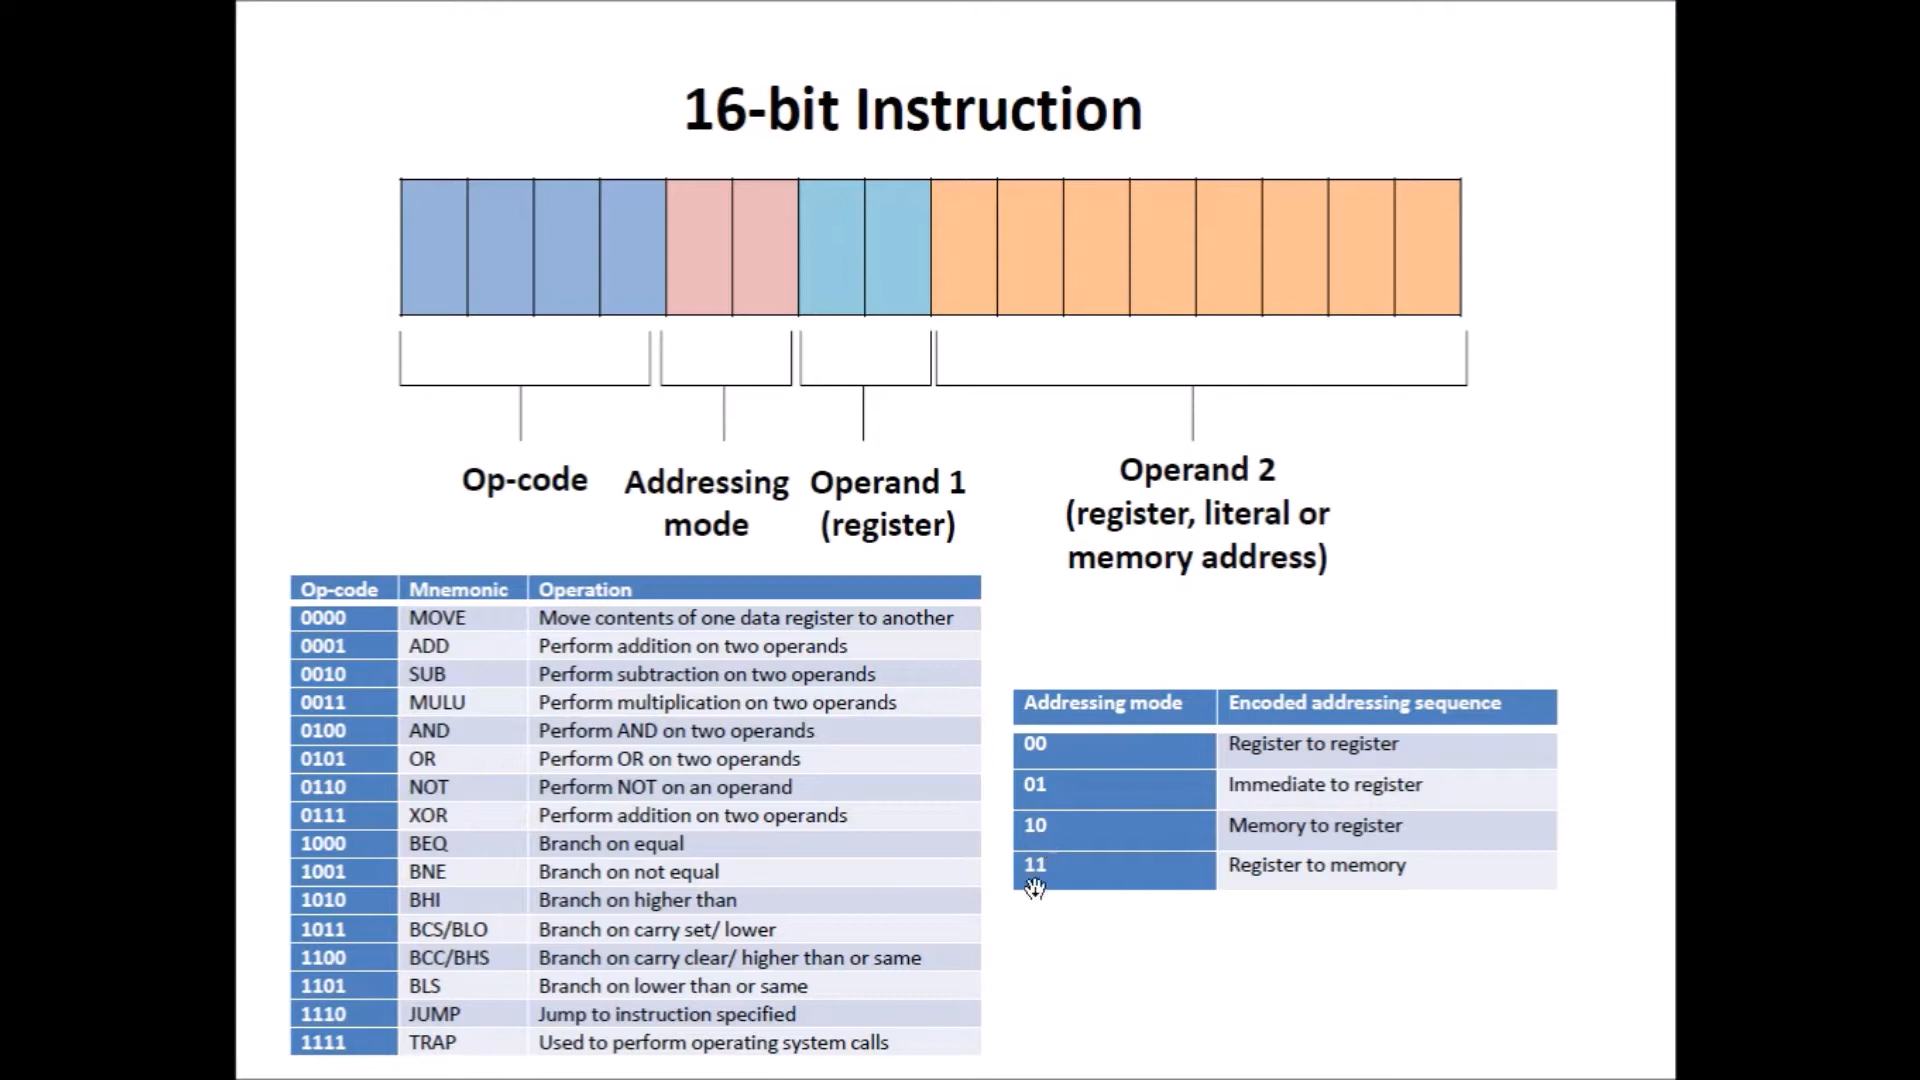 16-bit Instruction
Op-code
Addressing
mode
Operand 1
(register)
Operand 2
(register, literal or
memory address)
Op-code Mnemonic Operation
0000 MOVE Move contents of one data register to another
0001 ADD Perform addition on two operands
0010 SUB Perform subtraction on two operands
0011 MULU Perform multiplication on two operands
0100 AND Perform AND on two operands
0101 OR Perform OR on two operands
0110 NOT Perform NOT on an operand
0111 XOR Perform addition on two operands
1000 BEQ Branch on equal
1001 BNE Branch on not equal
1010 BHI Branch on higher than
1011 BCS/BLO Branch on carry set/ lower
1100 BCC/BHS Branch on carry clear/ higher than or same
1101 BLS Branch on lower than or same
1110 JUMP Jump to instruction specified
1111 TRAP Used to perform operating system calls
Addressing mode Encoded addressing sequence
00 Register to register
01 Immediate to register
10 Memory to register
11 Register to memory